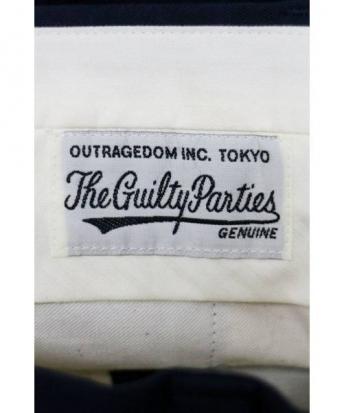 OUTRAGEDOM INC. TOKYO
The Guilty Parties
GENUINE